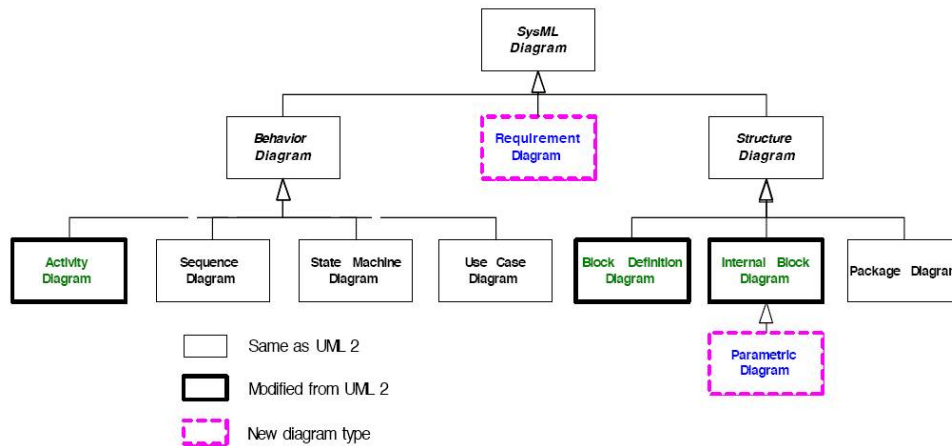 SysML
Diagram
Behavior
Diagram
Requirement
Diagram
Structure
Diagram
Activity
Diagram
Sequence
Diagram
State Machine
Diagram
Use Case
Diagram
Block Definition
Diagram
Internal Block
Diagram
Package Diagram
Parametric
Diagram
Same as UML 2
Modified from UML 2
New diagram type